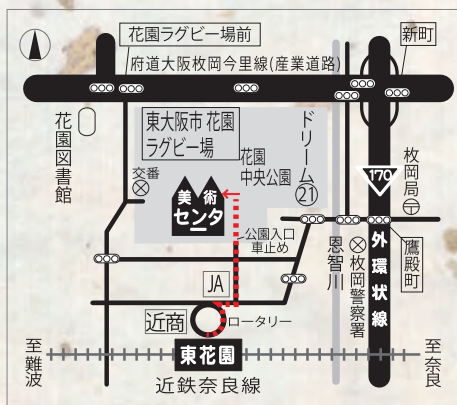 花園ラグビー場前
新町
府道大阪枚岡今里線(産業道路)
花園図書館
東大阪市 花園
ラグビー場
花園
中央公園
ドリーム21
交番
美術
センター
170
枚岡局
公園入口
車止め
恩智川
枚岡警察署
外環状線
鷹殿町
JA
近商
ロータリー
東花園
至難波
至奈良
近鉄奈良線